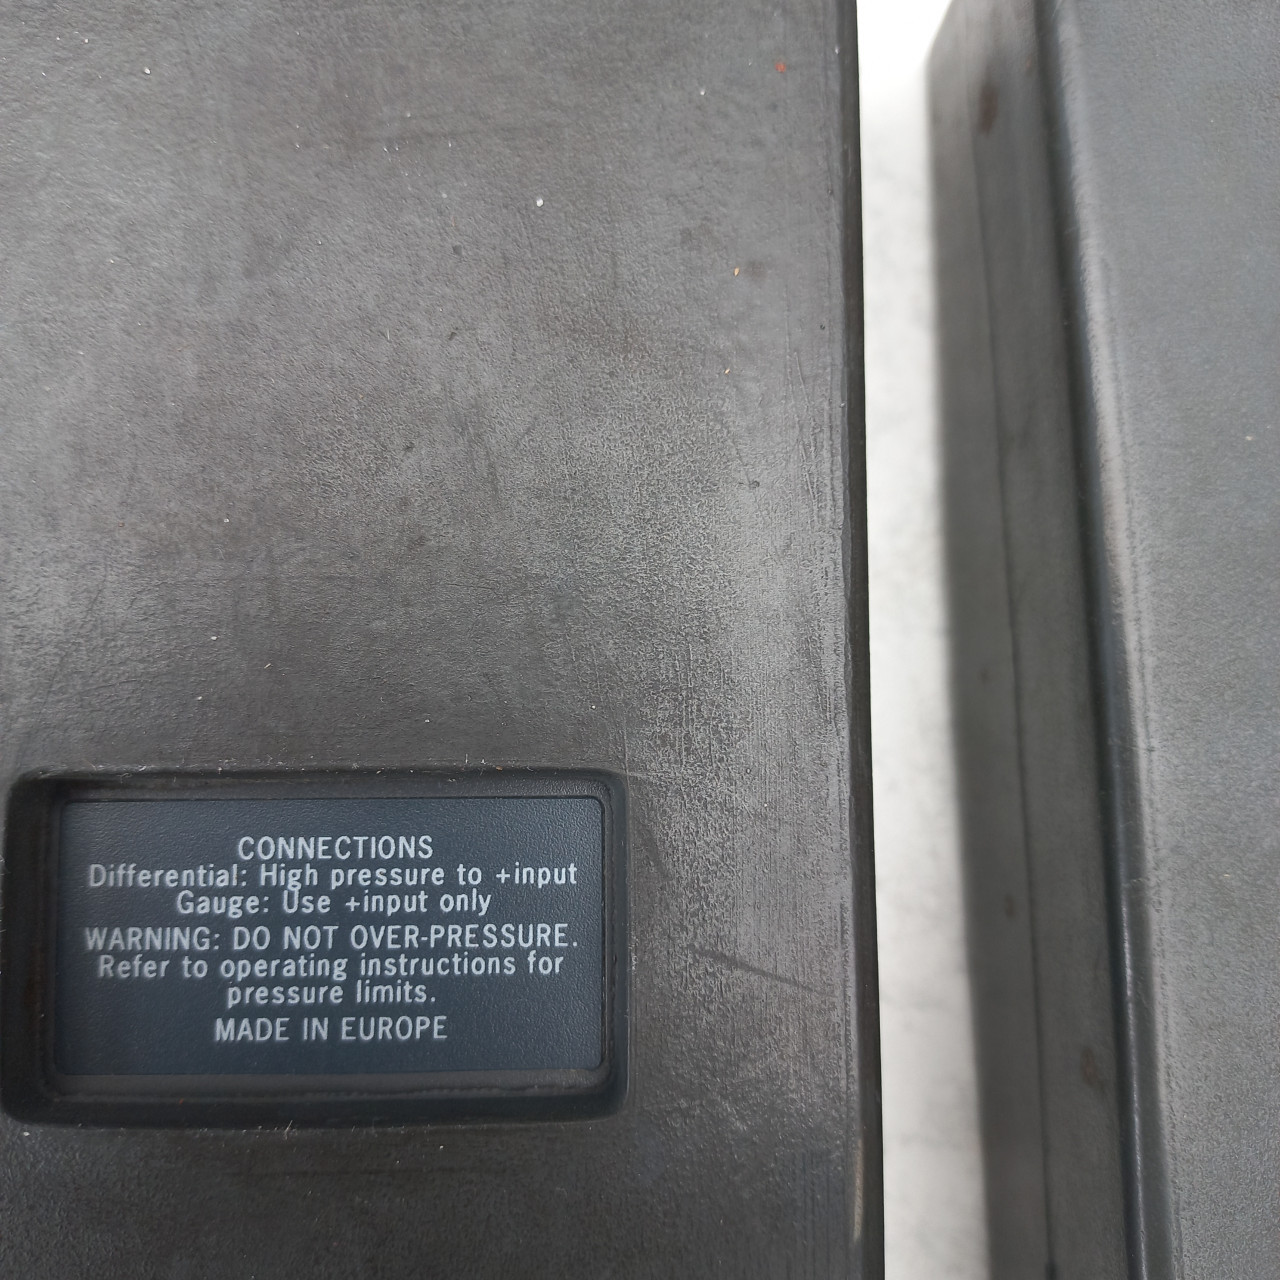 CONNECTIONS
Differential: High pressure to +input
Gauge: Use +input only
WARNING: DO NOT OVER-PRESSURE.
Refer to operating instructions for
pressure limits.
MADE IN EUROPE